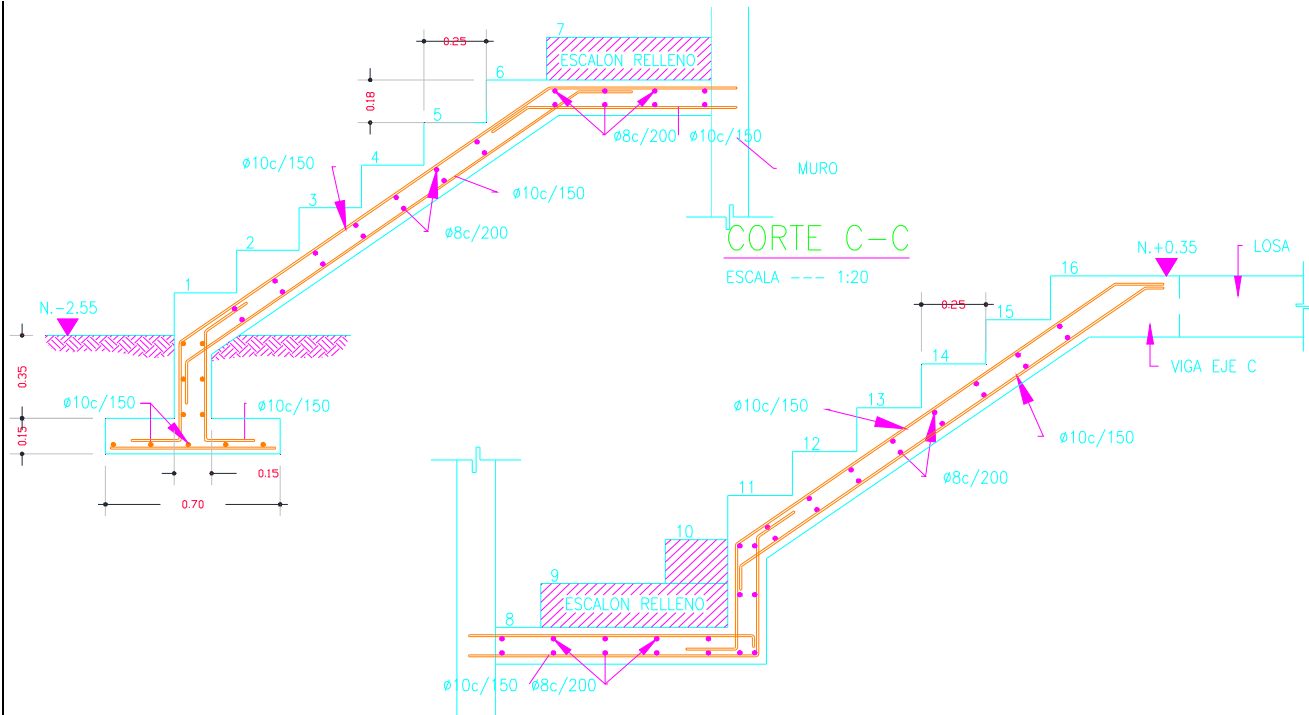 7
ESCALON RELLENO
0.25
6
0.18
5
ø8c/200
ø10c/150
4
ø10c/150
MURO
ø10c/150
3
ø8c/200
2
CORTE C-C
ESCALA --- 1:20
1
N.-2.55
0.35
ø10c/150
ø10c/150
0.15
0.15
0.70
N.+0.35
LOSA
16
0.25
15
14
VIGA EJE C
13
ø10c/150
ø10c/150
12
ø8c/200
11
10
9
ESCALON RELLENO
8
ø10c/150
ø8c/200